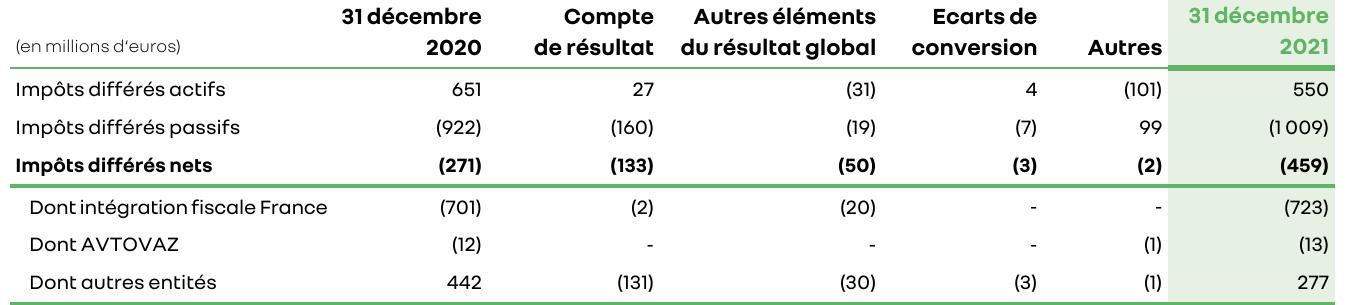 31 décembre Compte Autres éléments Ecarts de 31 décembre
(en millions d'euros) 2020 de résultat du résultat global conversion Autres 2021
Impôts différés actifs 651 27 (31) 4 (101) 550
Impôts différés passifs (922) (160) (19) (7) 99 (1 009)
Impôts différés nets (271) (133) (50) (3) (2) (459)
Dont intégration fiscale France (701) (2) (20) - - (723)
Dont AVTOVAZ (12) - - - (1) (13)
Dont autres entités 442 (131) (30) (3) (1) 277